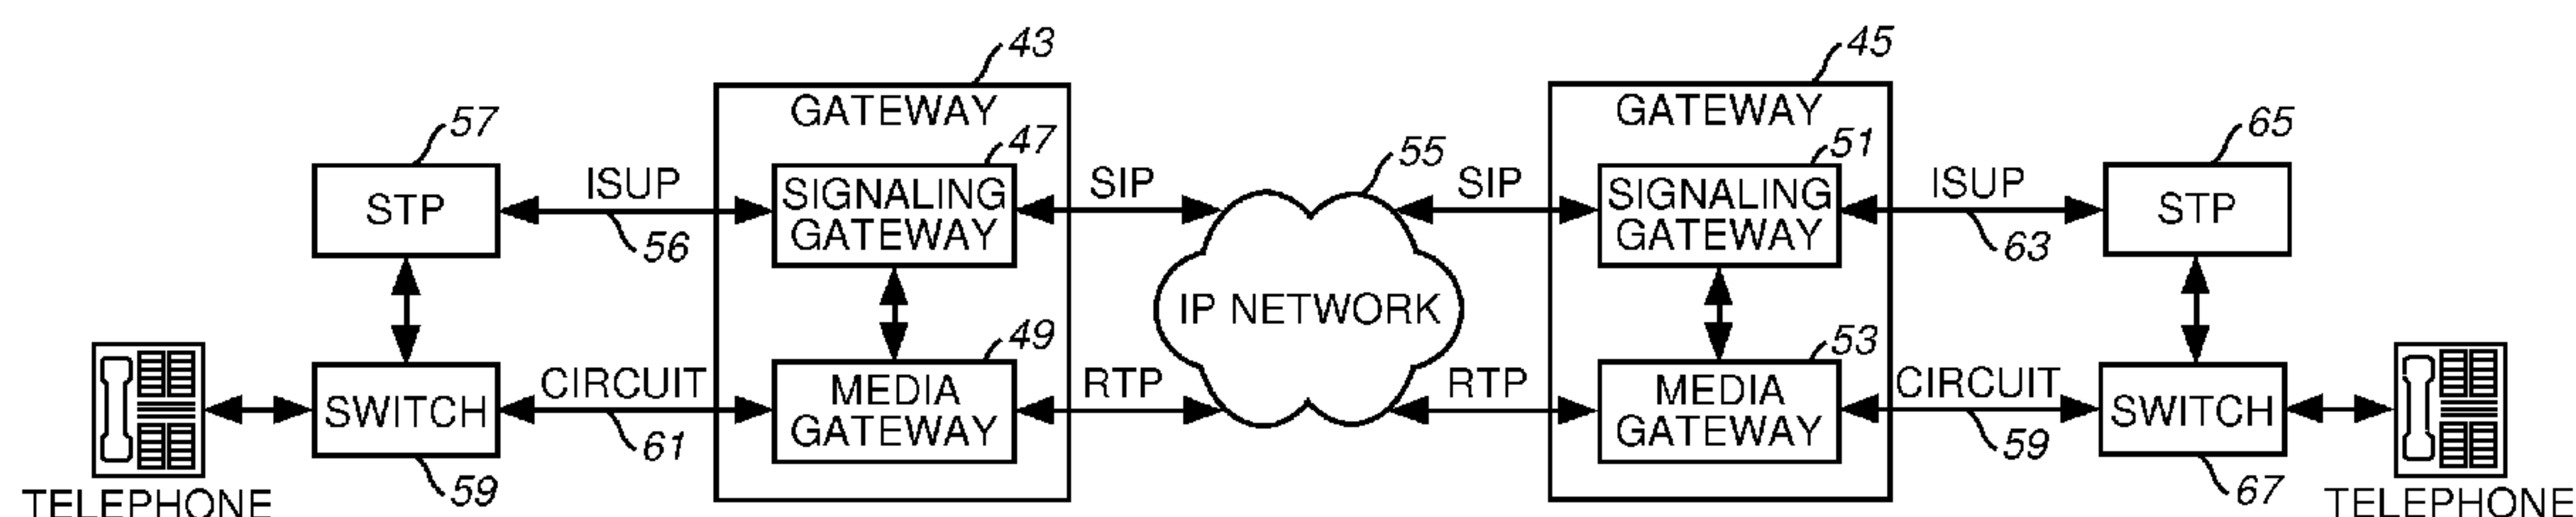 43
45
GATEWAY
GATEWAY
57
47
55
51
65
STP
ISUP
SIGNALING
GATEWAY
SIP
SIP
SIGNALING
GATEWAY
ISUP
STP
56
63
IP NETWORK
49
53
SWITCH
CIRCUIT
MEDIA
GATEWAY
RTP
RTP
MEDIA
GATEWAY
CIRCUIT
SWITCH
61
59
TELEPHONE
59
67
TELEPHONE